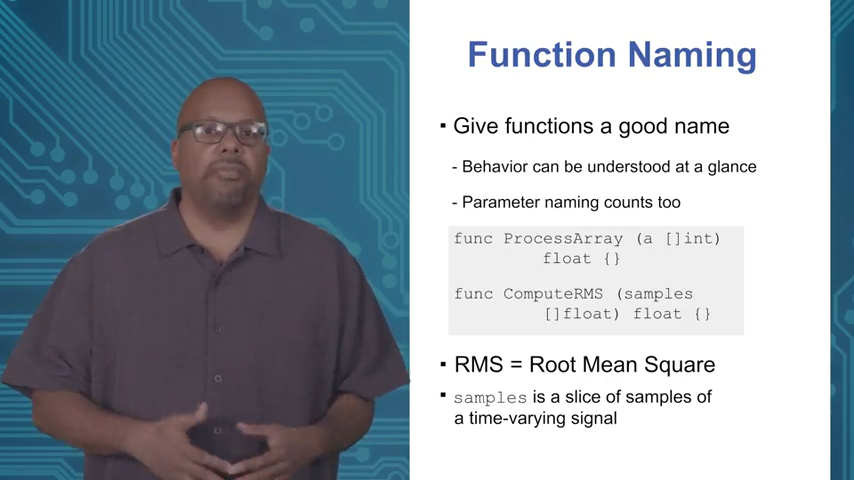 Function Naming
▪ Give functions a good name
- Behavior can be understood at a glance
- Parameter naming counts too
func ProcessArray (a []int)
float {}
func ComputeRMS (samples
[]float) float {}
▪ RMS = Root Mean Square
▪ samples is a slice of samples of
a time-varying signal